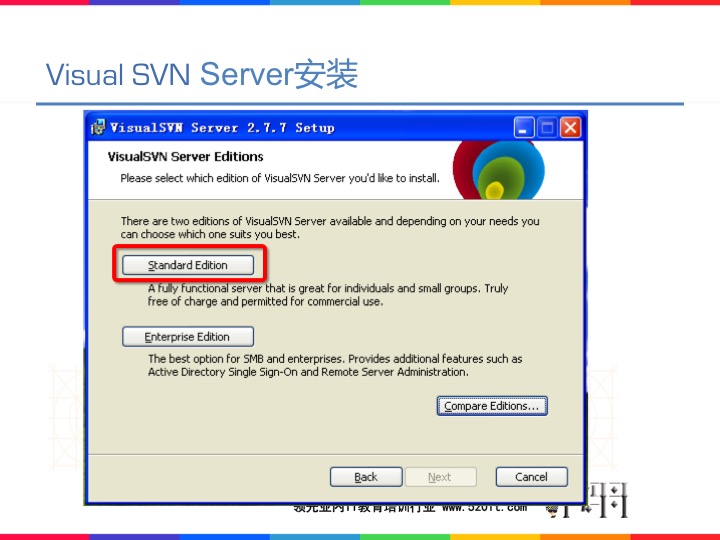 Visual SVN Server安装
VisualSVN Server 2.7.7 Setup
VisualSVN Server Editions
Please select which edition of VisualSVN Server you'd like to install.
There are two editions of VisualSVN Server available and depending on your needs you
can choose which one suits you best.
Standard Edition
A fully functional server that is great for individuals and small groups. Truly
free of charge and permitted for commercial use.
Enterprise Edition
The best option for SMB and enterprises. Provides additional features such as
Active Directory Single Sign-On and Remote Server Administration.
Compare Editions...
Back
Next
Cancel
领先业内IT教育培训行业 www.520it.com